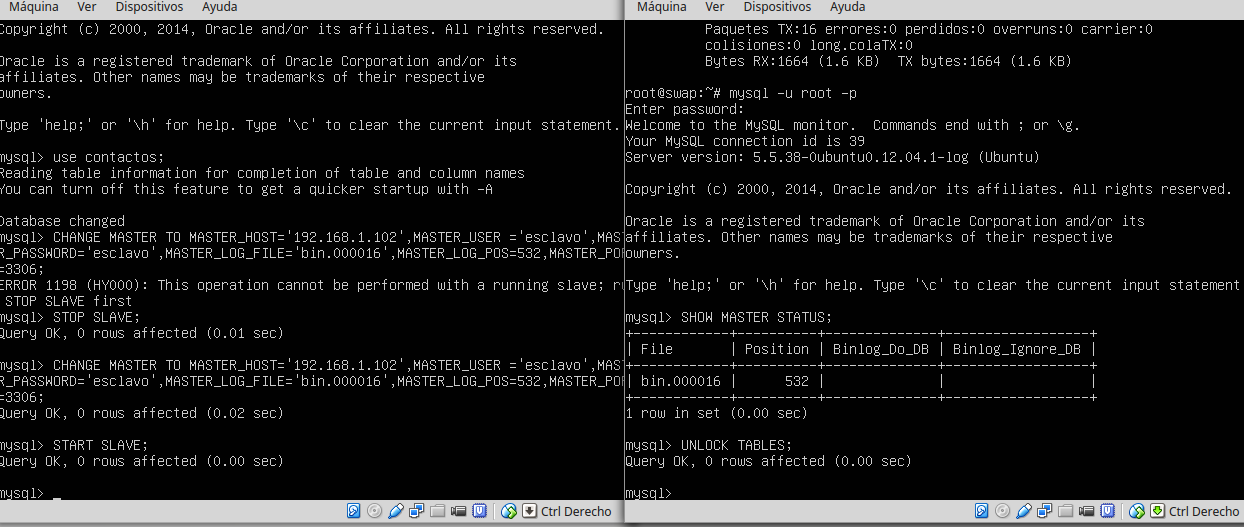 Máquina Ver Dispositivos Ayuda
Copyright (c) 2000, 2014, Oracle and/or its affiliates. All rights reserved.
Oracle is a registered trademark of Oracle Corporation and/or its
affiliates. Other names may be trademarks of their respective
owners.
Type 'help;' or '\h' for help. Type '\c' to clear the current input statement.
mysql> use contactos;
Reading table information for completion of table and column names
You can turn off this feature to get a quicker startup with -A
Database changed
mysql> CHANGE MASTER TO MASTER_HOST='192.168.1.102',MASTER_USER ='esclavo',MAS
R_PASSWORD='esclavo',MASTER_LOG_FILE='bin.000016',MASTER_LOG_POS=532,MASTER_PO
=3306;
ERROR 1198 (HY000): This operation cannot be performed with a running slave; ru
STOP SLAVE first
mysql> STOP SLAVE;
Query OK, 0 rows affected (0.01 sec)
mysql> CHANGE MASTER TO MASTER_HOST='192.168.1.102',MASTER_USER ='esclavo',MAS
R_PASSWORD='esclavo',MASTER_LOG_FILE='bin.000016',MASTER_LOG_POS=532,MASTER_PO
=3306;
Query OK, 0 rows affected (0.02 sec)
mysql> START SLAVE;
Query OK, 0 rows affected (0.00 sec)
mysql> _
Ctrl Derecho
Máquina Ver Dispositivos Ayuda
Paquetes TX:16 errores:0 perdidos:0 overruns:0 carrier:0
colisiones:0 long.colaTX:0
Bytes RX:1664 (1.6 KB)  TX bytes:1664 (1.6 KB)
root@swap:~# mysql -u root -p
Enter password:
Welcome to the MySQL monitor.  Commands end with ; or \g.
Your MySQL connection id is 39
Server version: 5.5.38-0ubuntu0.12.04.1-log (Ubuntu)
Copyright (c) 2000, 2014, Oracle and/or its affiliates. All rights reserved.
Oracle is a registered trademark of Oracle Corporation and/or its
affiliates. Other names may be trademarks of their respective
owners.
Type 'help;' or '\h' for help. Type '\c' to clear the current input statement
mysql> SHOW MASTER STATUS;
+------------+----------+--------------+------------------+
| File       | Position | Binlog_Do_DB | Binlog_Ignore_DB |
+------------+----------+--------------+------------------+
| bin.000016 |      532 |              |                  |
+------------+----------+--------------+------------------+
1 row in set (0.00 sec)
mysql> UNLOCK TABLES;
Query OK, 0 rows affected (0.00 sec)
mysql>
Ctrl Derecho